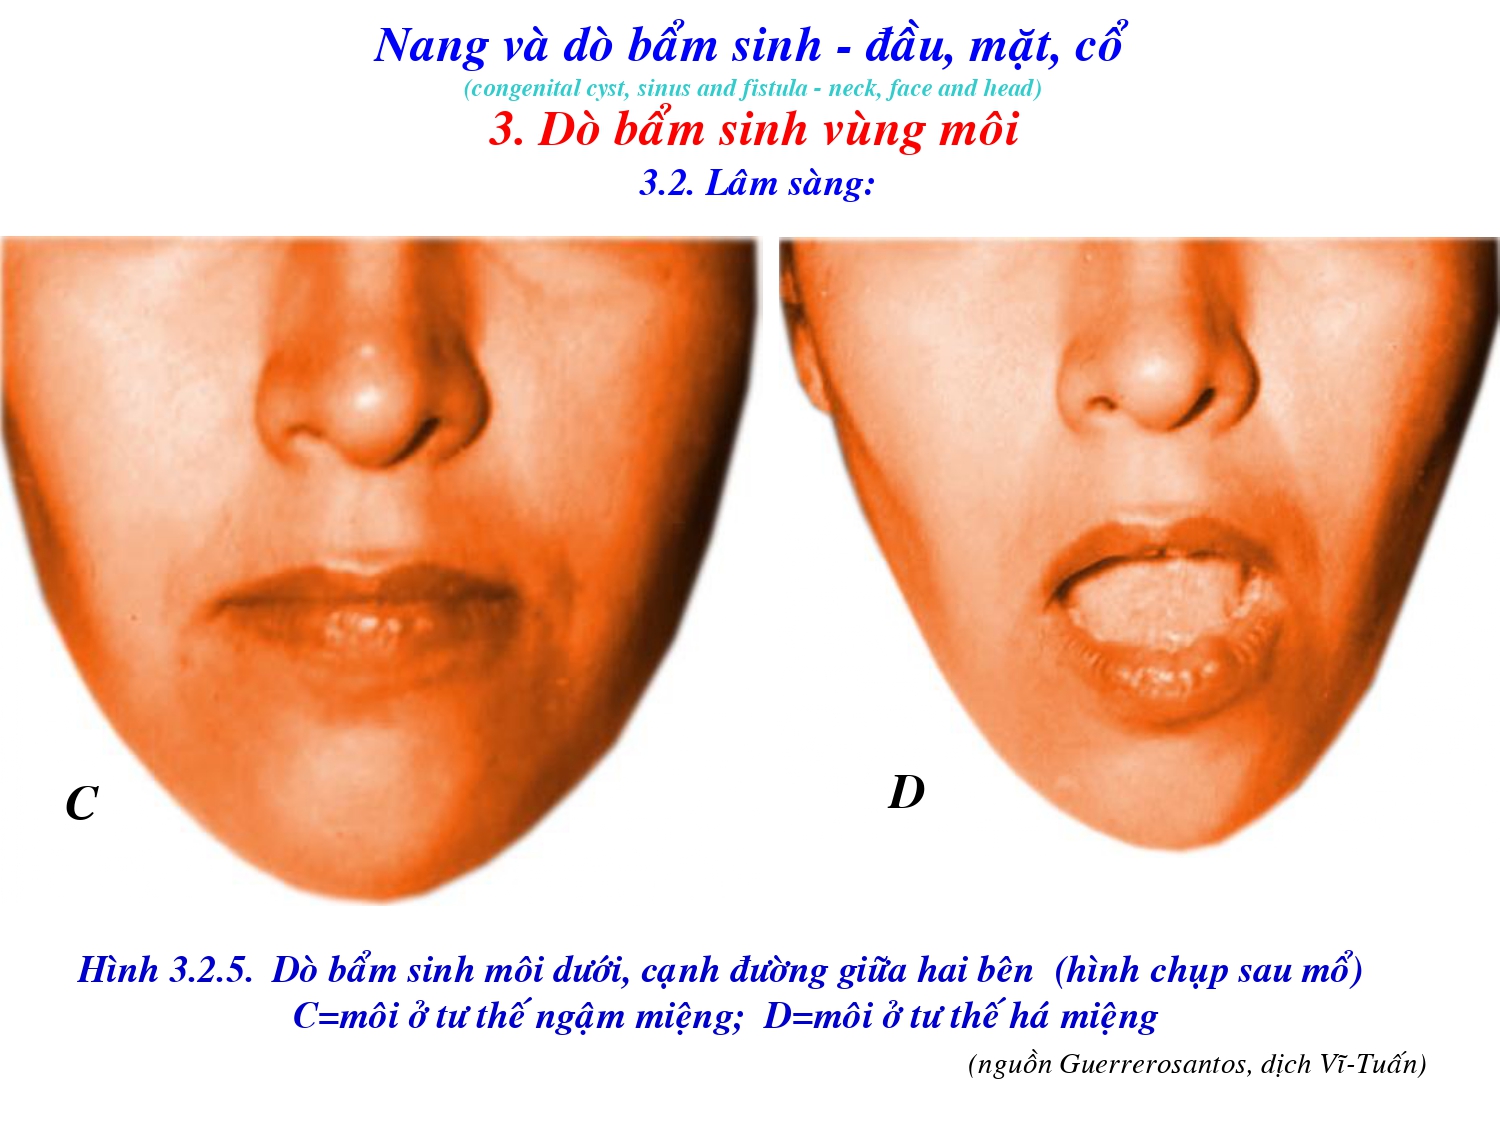 Nang và dò bẩm sinh - đầu, mặt, cổ
(congenital cyst, sinus and fistula - neck, face and head)
3. Dò bẩm sinh vùng môi
3.2. Lâm sàng:
C
D
Hình 3.2.5. Dò bẩm sinh môi dưới, cạnh đường giữa hai bên (hình chụp sau mổ)
C=môi ở tư thế ngậm miệng; D=môi ở tư thế há miệng
(nguồn Guerrerosantos, dịch Vĩ-Tuấn)